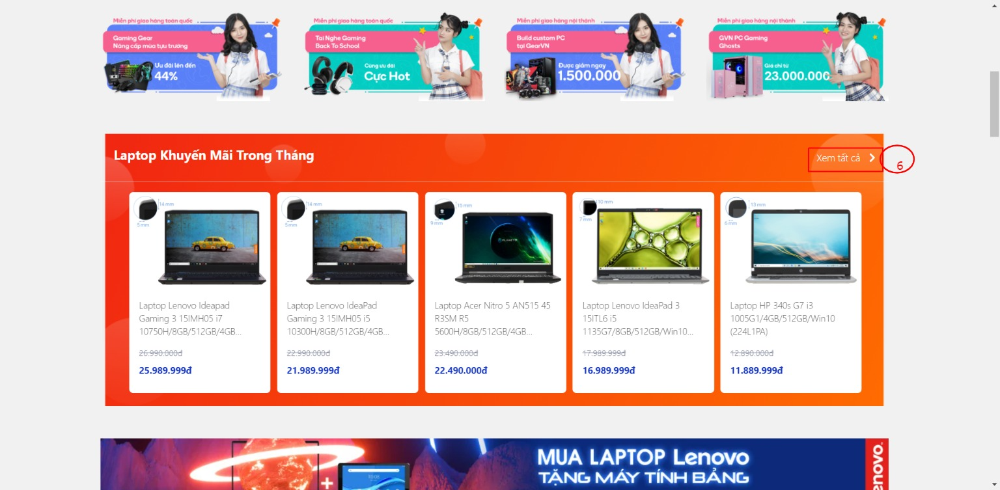 Miễn phí giao hàng toàn quốc
Gaming Gear
Nâng cấp mùa tựu trường
Ưu đãi lên đến
44%
Miễn phí giao hàng toàn quốc
Tai Nghe Gaming
Back To School
Cùng ưu đãi
Cực Hot
Miễn phí giao hàng nội thành
Build custom PC
tại GearVN
Được giảm ngay
1.500.000
Miễn phí giao hàng nội thành
GVN PC Gaming
Ghosts
Giá chỉ từ
23.000.000
Laptop Khuyến Mãi Trong Tháng
Xem tất cả
6
14 mm
5 mm
Laptop Lenovo Ideapad
Gaming 3 15IMH05 i7
10750H/8GB/512GB/4GB...
26.990.000đ
25.989.999đ
14 mm
5 mm
Laptop Lenovo IdeaPad
Gaming 3 15IMH05 i5
10300H/8GB/512GB/4GB...
22.990.000đ
21.989.999đ
15 mm
9 mm
PLANET9
Laptop Acer Nitro 5 AN515 45
R3SM R5
5600H/8GB/512GB/4GB...
23.490.000đ
22.490.000đ
10 mm
7 mm
Laptop Lenovo IdeaPad 3
15ITL6 i5
1135G7/8GB/512GB/Win10...
17.989.999đ
16.989.999đ
13 mm
6 mm
Laptop HP 340s G7 i3
1005G1/4GB/512GB/Win10
(224L1PA)
12.890.000đ
11.889.999đ
+
10:08
MUA LAPTOP Lenovo
TẶNG MÁY TÍNH BẢNG
enovo.